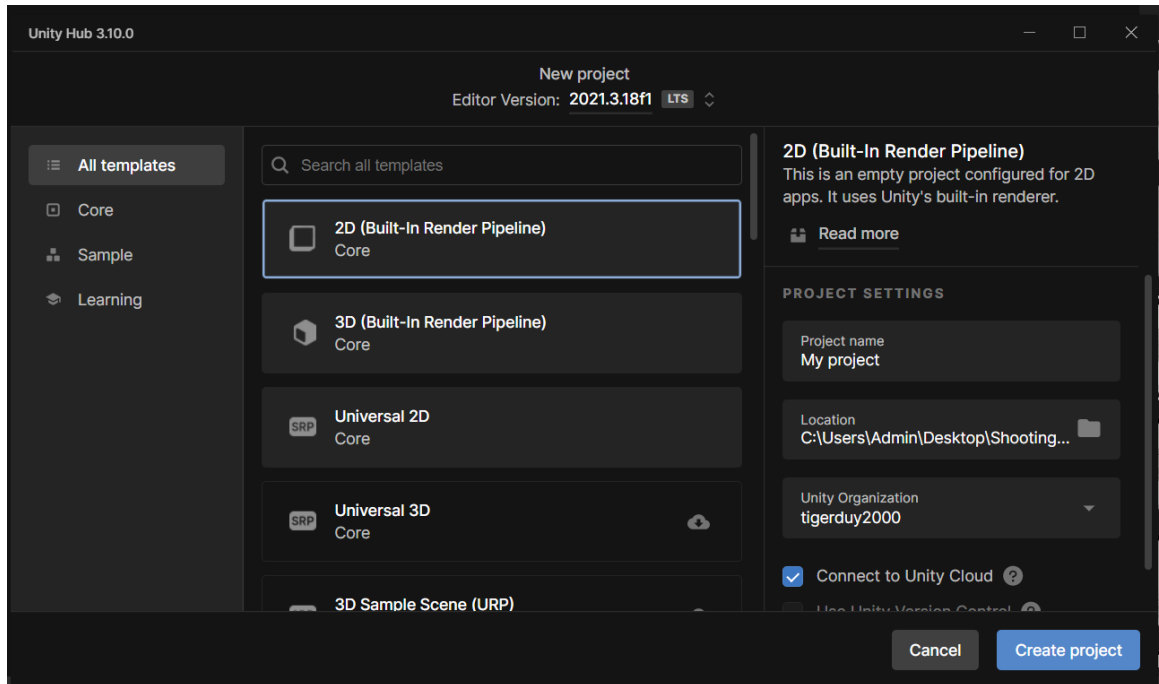 Unity Hub 3.10.0
New project
Editor Version: 2021.3.18f1 LTS
All templates
Core
Sample
Learning
Search all templates
2D (Built-In Render Pipeline)
Core
3D (Built-In Render Pipeline)
Core
Universal 2D
Core
SRP
Universal 3D
Core
SRP
3D Sample Scene (URP)
2D (Built-In Render Pipeline)
This is an empty project configured for 2D
apps. It uses Unity's built-in renderer.
Read more
PROJECT SETTINGS
Project name
My project
Location
C:\Users\Admin\Desktop\Shooting...
Unity Organization
tigerduy2000
Connect to Unity Cloud ?
Use Unity Version Control
Cancel
Create project